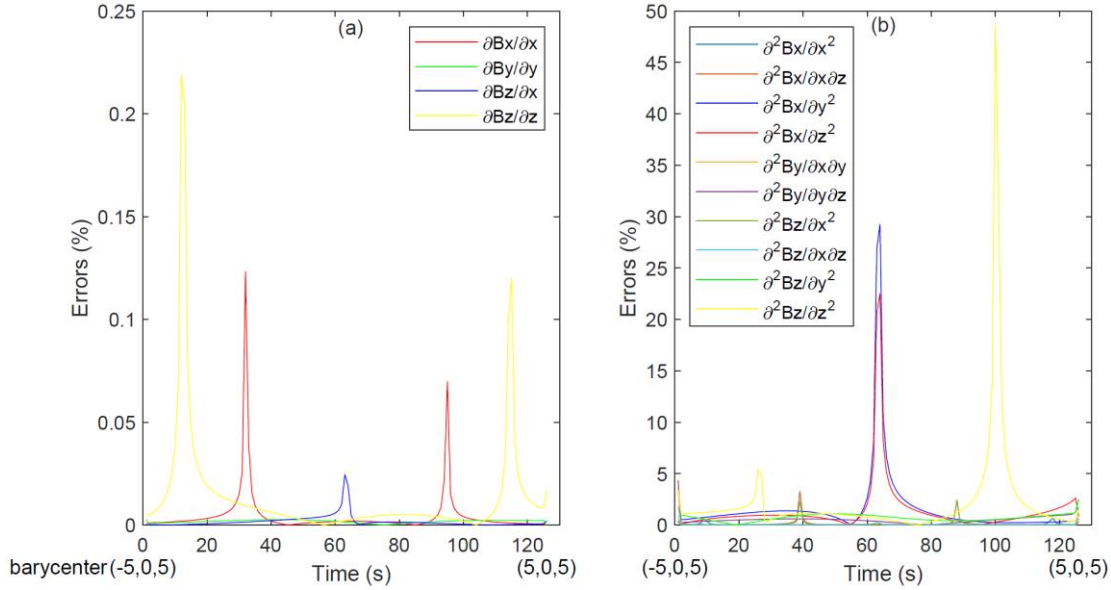 (a)
0.25
0.2
0.15
0.1
0.05
0
Errors (%)
∂Bx/∂x
∂By/∂y
∂Bz/∂x
∂Bz/∂z
0 20 40 60 80 100 120
barycenter(-5,0,5) Time (s) (5,0,5)
(b)
50
45
40
35
30
25
20
15
10
5
0
Errors (%)
∂²Bx/∂x²
∂²Bx/∂x∂z
∂²Bx/∂y²
∂²Bx/∂z²
∂²By/∂x∂y
∂²By/∂y∂z
∂²Bz/∂x²
∂²Bz/∂x∂z
∂²Bz/∂y²
∂²Bz/∂z²
0 20 40 60 80 100 120
(-5,0,5) Time (s) (5,0,5)